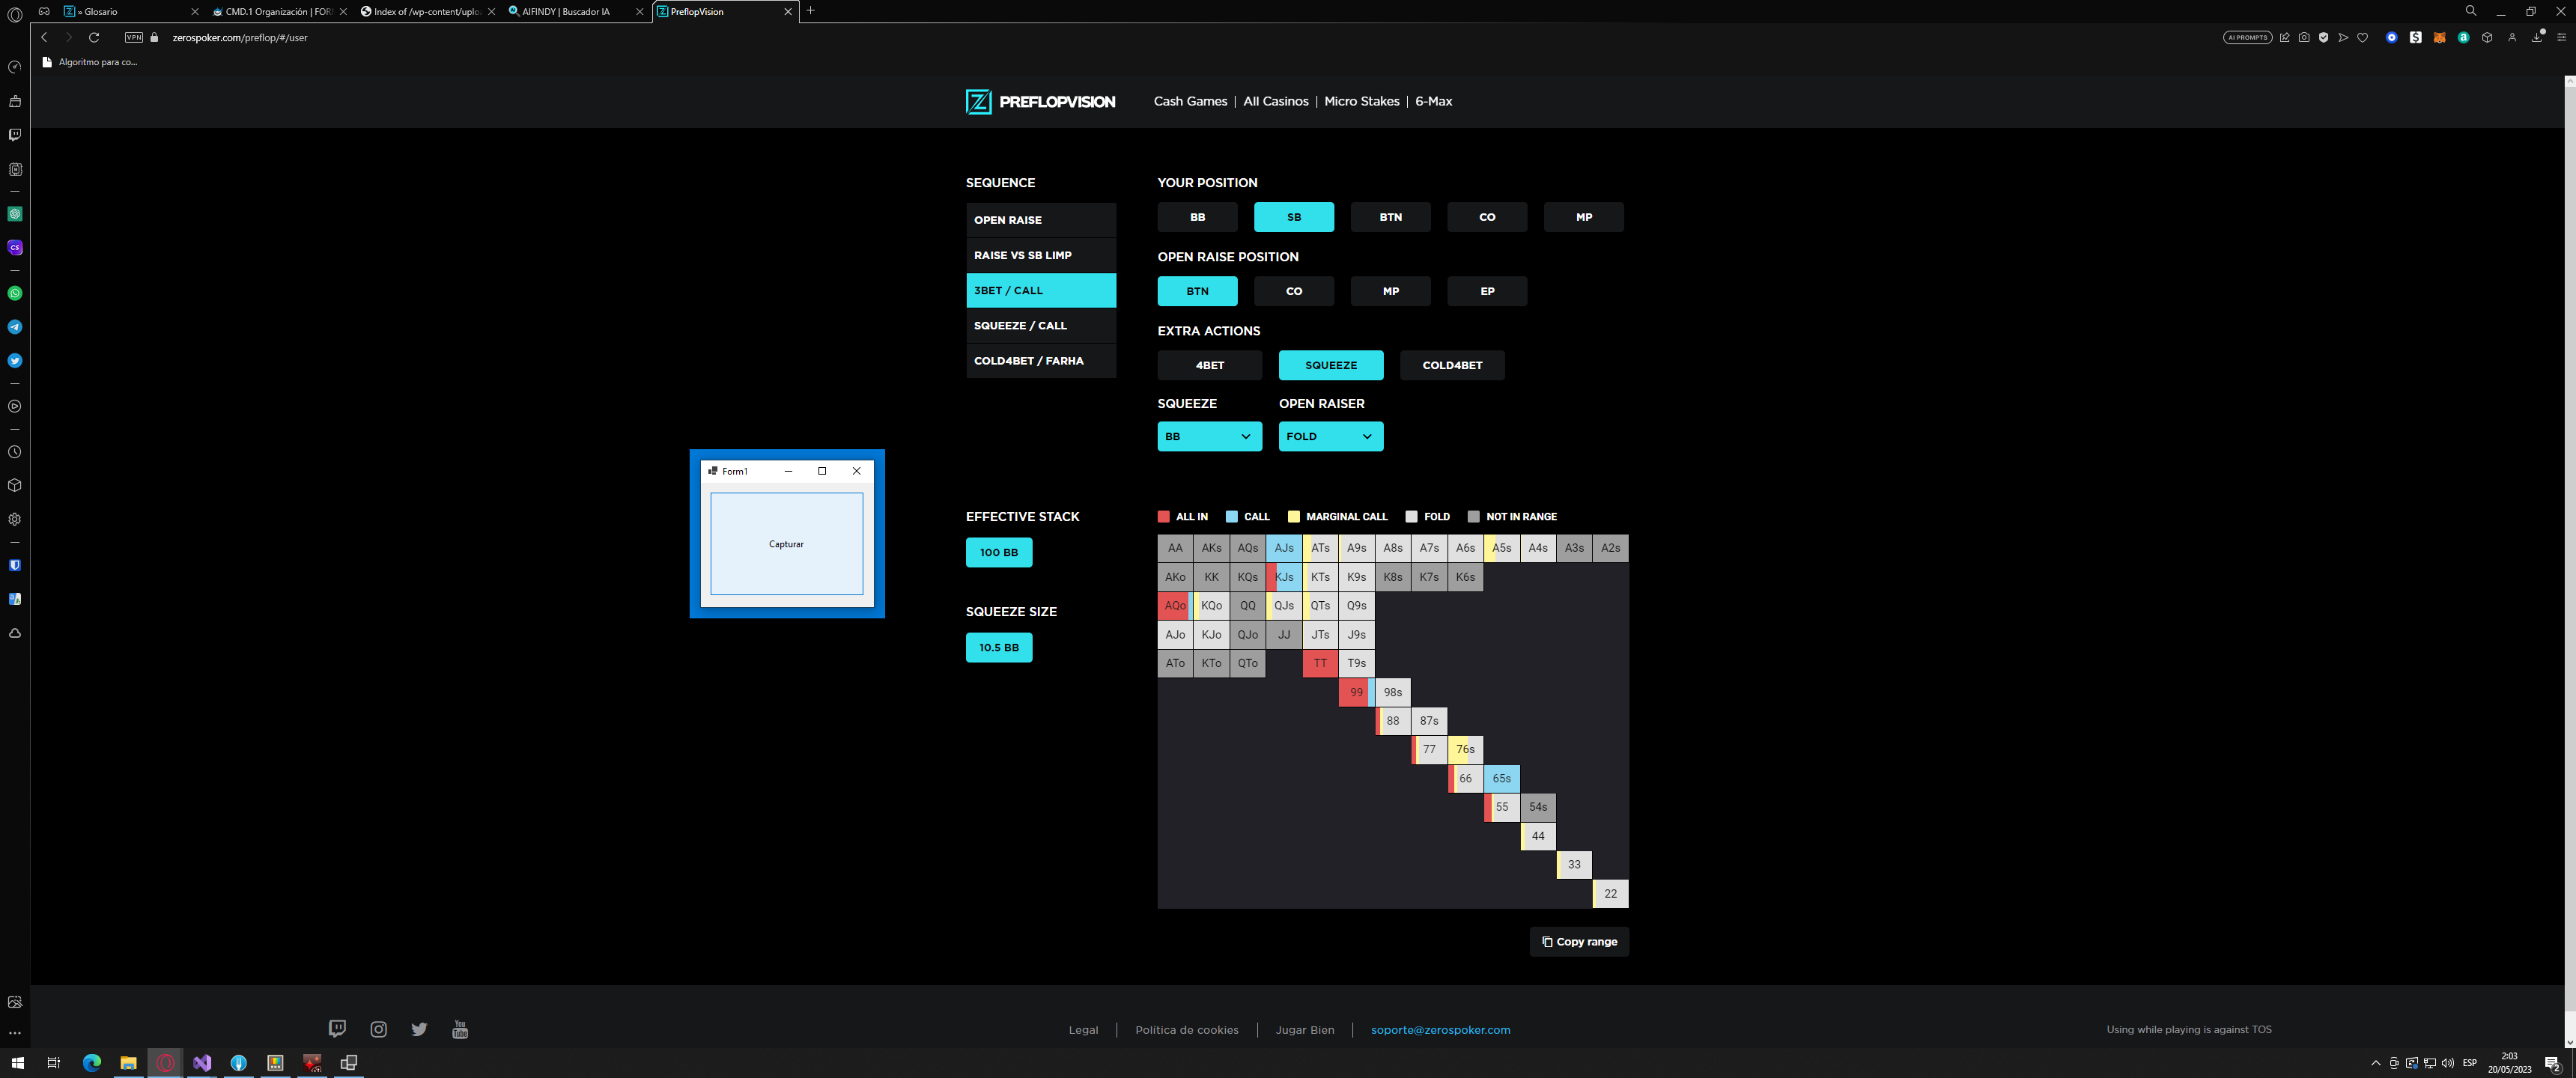 » Glosario
CMD.1 Organización | FOR
Index of /wp-content/uplo
AIFINDY | Buscador IA
PreflopVision
VPN
zerospoker.com/preflop/#/user
AI PROMPTS
Algoritmo para co...
PREFLOPVISION
Cash Games | All Casinos | Micro Stakes | 6-Max
SEQUENCE
OPEN RAISE
RAISE VS SB LIMP
3BET / CALL
SQUEEZE / CALL
COLD4BET / FARHA
YOUR POSITION
BB SB BTN CO MP
OPEN RAISE POSITION
BTN CO MP EP
EXTRA ACTIONS
4BET SQUEEZE COLD4BET
SQUEEZE OPEN RAISER
BB FOLD
Form1
Capturar
EFFECTIVE STACK
100 BB
SQUEEZE SIZE
10.5 BB
ALL IN CALL MARGINAL CALL FOLD NOT IN RANGE
AA AKs AQs AJs ATs A9s A8s A7s A6s A5s A4s A3s A2s
AKo KK KQs KJs KTs K9s K8s K7s K6s
AQo KQo QQ QJs QTs Q9s
AJo KJo QJo JJ JTs J9s
ATo KTo QTo TT T9s
99 98s
88 87s
77 76s
66 65s
55 54s
44
33
22
Copy range
You
Tube
Legal | Política de cookies | Jugar Bien | soporte@zerospoker.com
Using while playing is against TOS
CS
ESP
2:03
20/05/2023
2